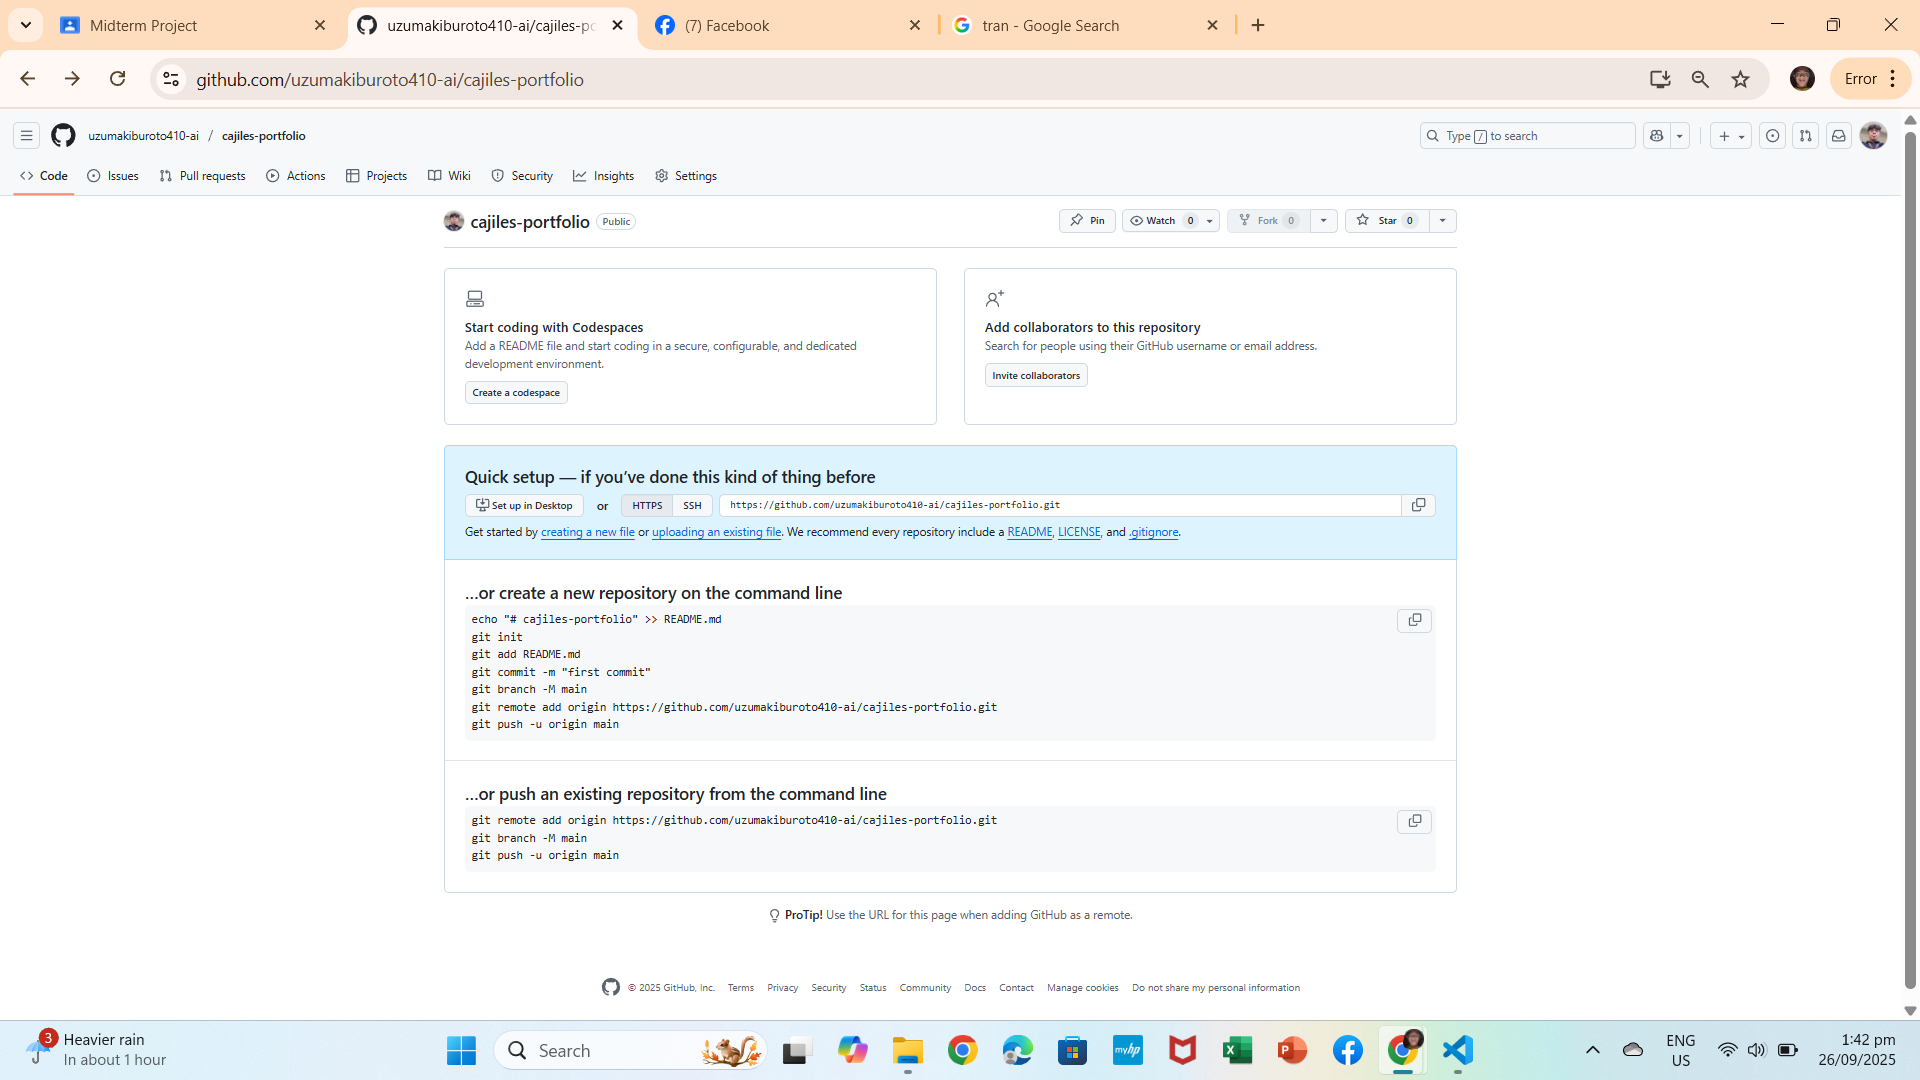 Midterm Project
uzumakiburoto410-ai/cajiles-po
(7) Facebook
tran - Google Search
github.com/uzumakiburoto410-ai/cajiles-portfolio
Error
uzumakiburoto410-ai / cajiles-portfolio
Type / to search
Code
Issues
Pull requests
Actions
Projects
Wiki
Security
Insights
Settings
cajiles-portfolio Public
Pin
Watch 0
Fork 0
Star 0
Start coding with Codespaces
Add a README file and start coding in a secure, configurable, and dedicated
development environment.
Create a codespace
Add collaborators to this repository
Search for people using their GitHub username or email address.
Invite collaborators
Quick setup — if you’ve done this kind of thing before
Set up in Desktop or HTTPS SSH https://github.com/uzumakiburoto410-ai/cajiles-portfolio.git
Get started by creating a new file or uploading an existing file. We recommend every repository include a README, LICENSE, and .gitignore.
…or create a new repository on the command line
echo "# cajiles-portfolio" >> README.md
git init
git add README.md
git commit -m "first commit"
git branch -M main
git remote add origin https://github.com/uzumakiburoto410-ai/cajiles-portfolio.git
git push -u origin main
…or push an existing repository from the command line
git remote add origin https://github.com/uzumakiburoto410-ai/cajiles-portfolio.git
git branch -M main
git push -u origin main
ProTip! Use the URL for this page when adding GitHub as a remote.
© 2025 GitHub, Inc. Terms Privacy Security Status Community Docs Contact Manage cookies Do not share my personal information
3
Heavier rain
In about 1 hour
Search
myhp
ENG
US
1:42 pm
26/09/2025